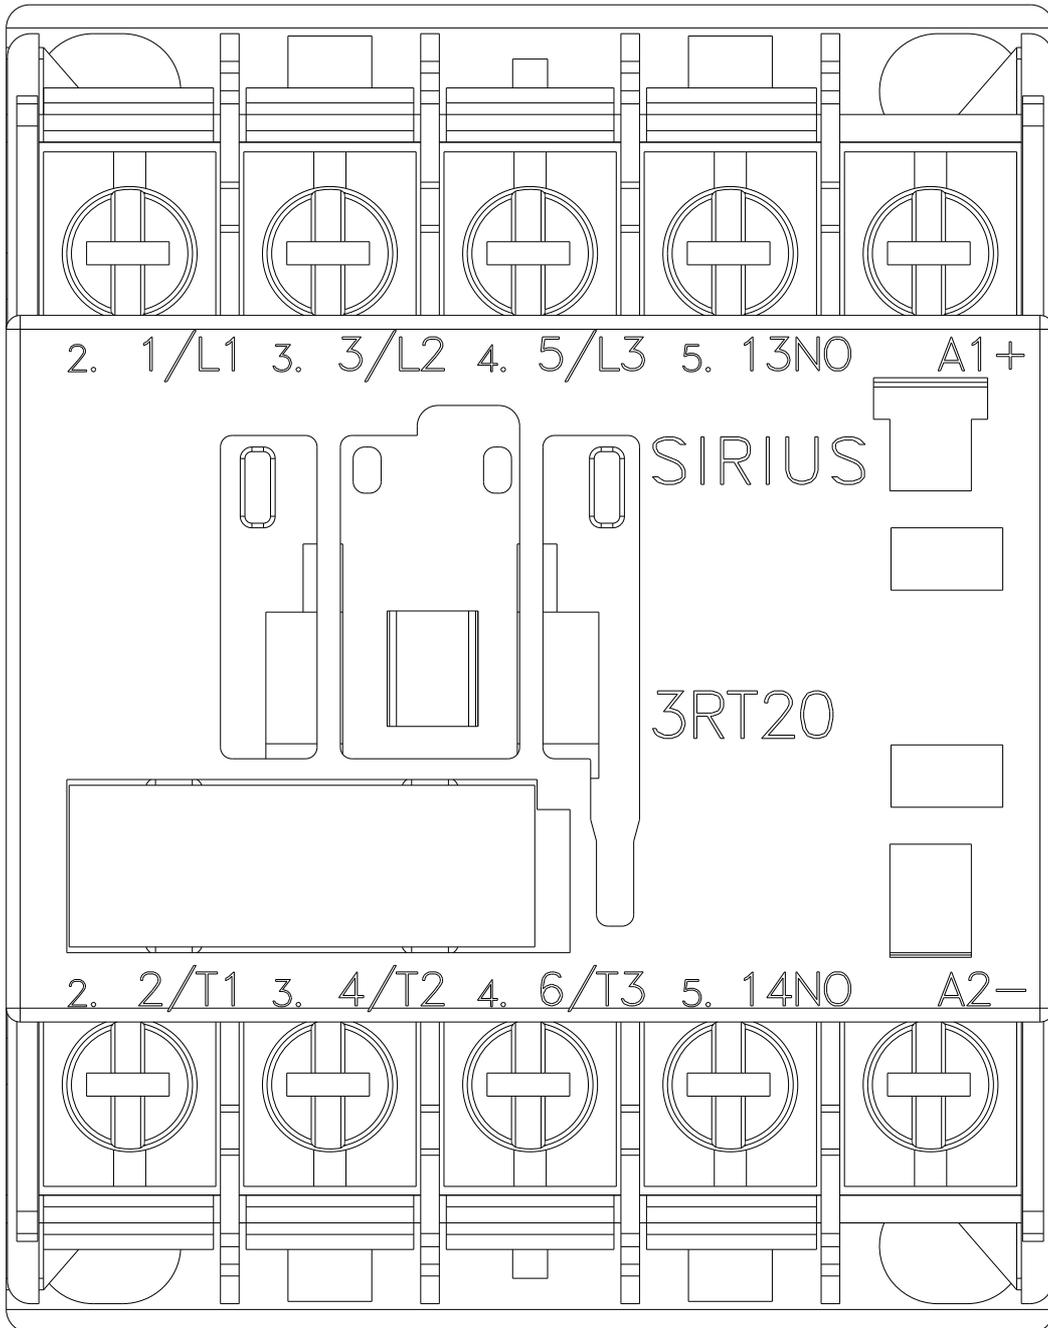 2. 1/L1 3. 3/L2 4. 5/L3 5. 13NO A1+
SIRIUS
3RT20
2. 2/T1 3. 4/T2 4. 6/T3 5. 14NO A2-